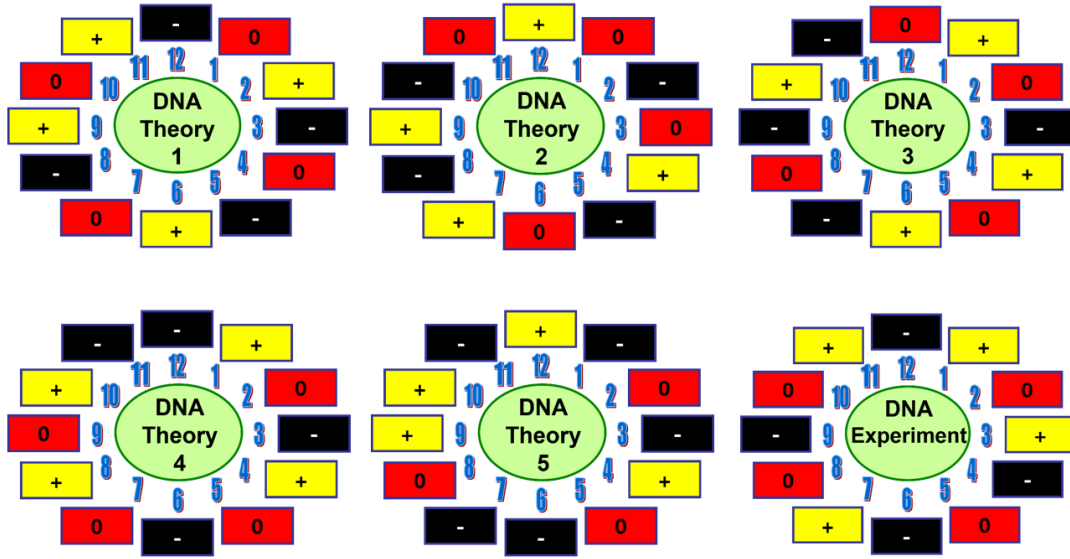 + - 0
11 12 1
0 10 2 +
DNA
+ 9 Theory 3 -
1
- 8 4 0
7 6 5
0 + -
0 + 0
11 12 1
- 10 2 -
DNA
+ 9 Theory 3 0
2
- 8 4 +
7 6 5
+ 0 -
- 0 +
11 12 1
+ 10 2 0
DNA
- 9 Theory 3 -
3
0 8 4 +
7 6 5
- + 0
- - +
11 12 1
+ 10 2 0
DNA
0 9 Theory 3 -
4
+ 8 4 +
7 6 5
0 - 0
- + -
11 12 1
+ 10 2 0
DNA
+ 9 Theory 3 -
5
0 8 4 +
7 6 5
- - 0
+ - +
11 12 1
0 10 2 0
DNA
- 9 Experiment 3 +
0 8 4 -
7 6 5
+ - 0